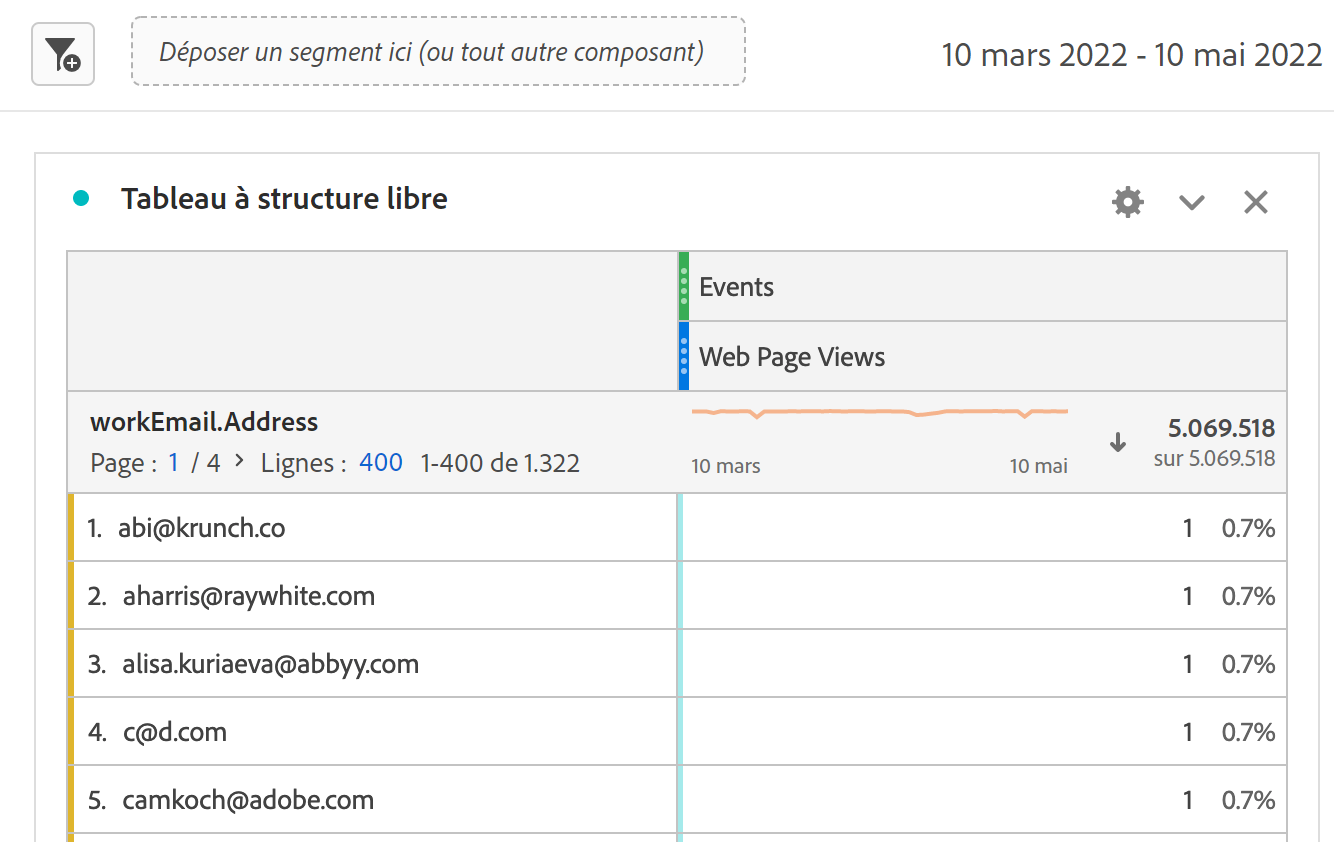 Déposer un segment ici (ou tout autre composant)
10 mars 2022 - 10 mai 2022
Tableau à structure libre
Events
Web Page Views
workEmail.Address
Page : 1 / 4 > Lignes : 400 1-400 de 1.322
10 mars
10 mai
5.069.518
sur 5.069.518
1. abi@krunch.co 1 0.7%
2. aharris@raywhite.com 1 0.7%
3. alisa.kuriaeva@abbyy.com 1 0.7%
4. c@d.com 1 0.7%
5. camkoch@adobe.com 1 0.7%